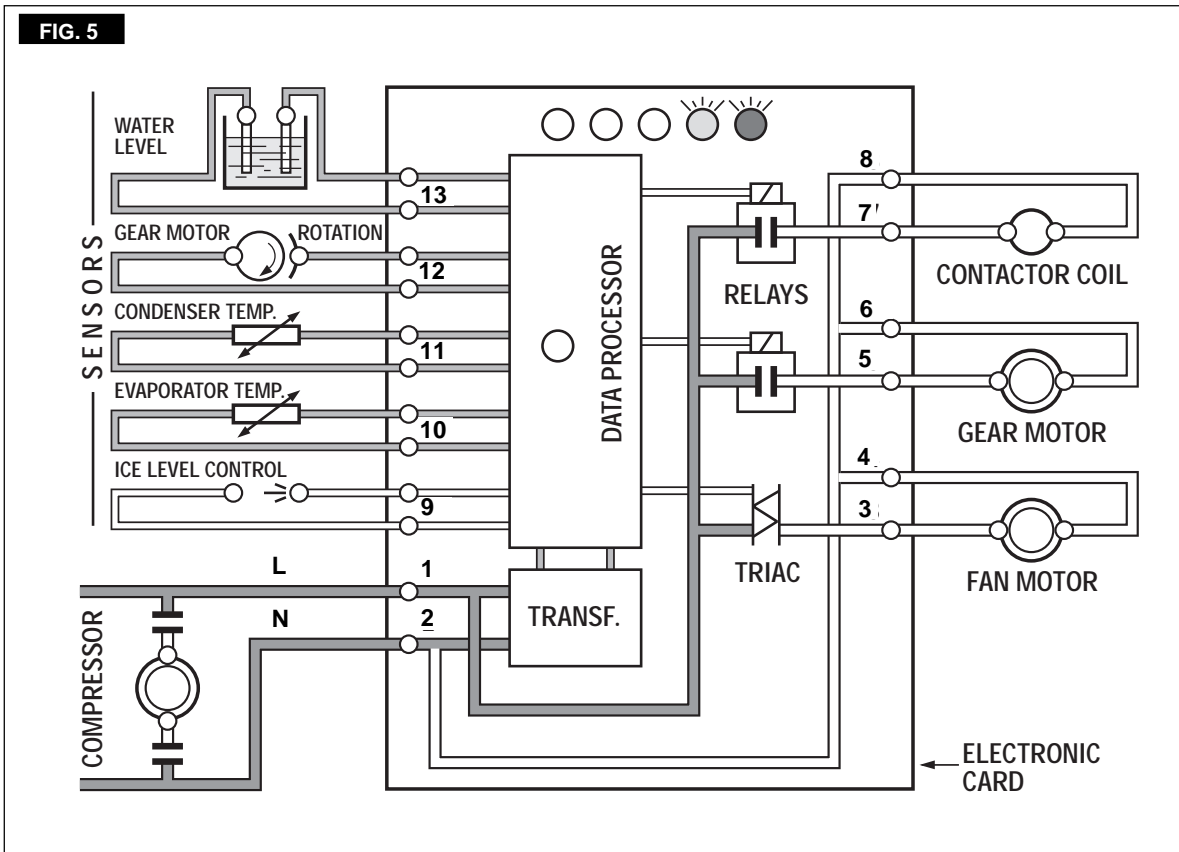 FIG. 5
WATER
LEVEL
13
GEAR MOTOR ROTATION
12
CONDENSER TEMP.
11
EVAPORATOR TEMP.
10
ICE LEVEL CONTROL
9
SENSORS
L
1
N
2
COMPRESSOR
DATA PROCESSOR
TRANSF.
RELAYS
TRIAC
8
7
CONTACTOR COIL
6
5
GEAR MOTOR
4
3
FAN MOTOR
ELECTRONIC
CARD